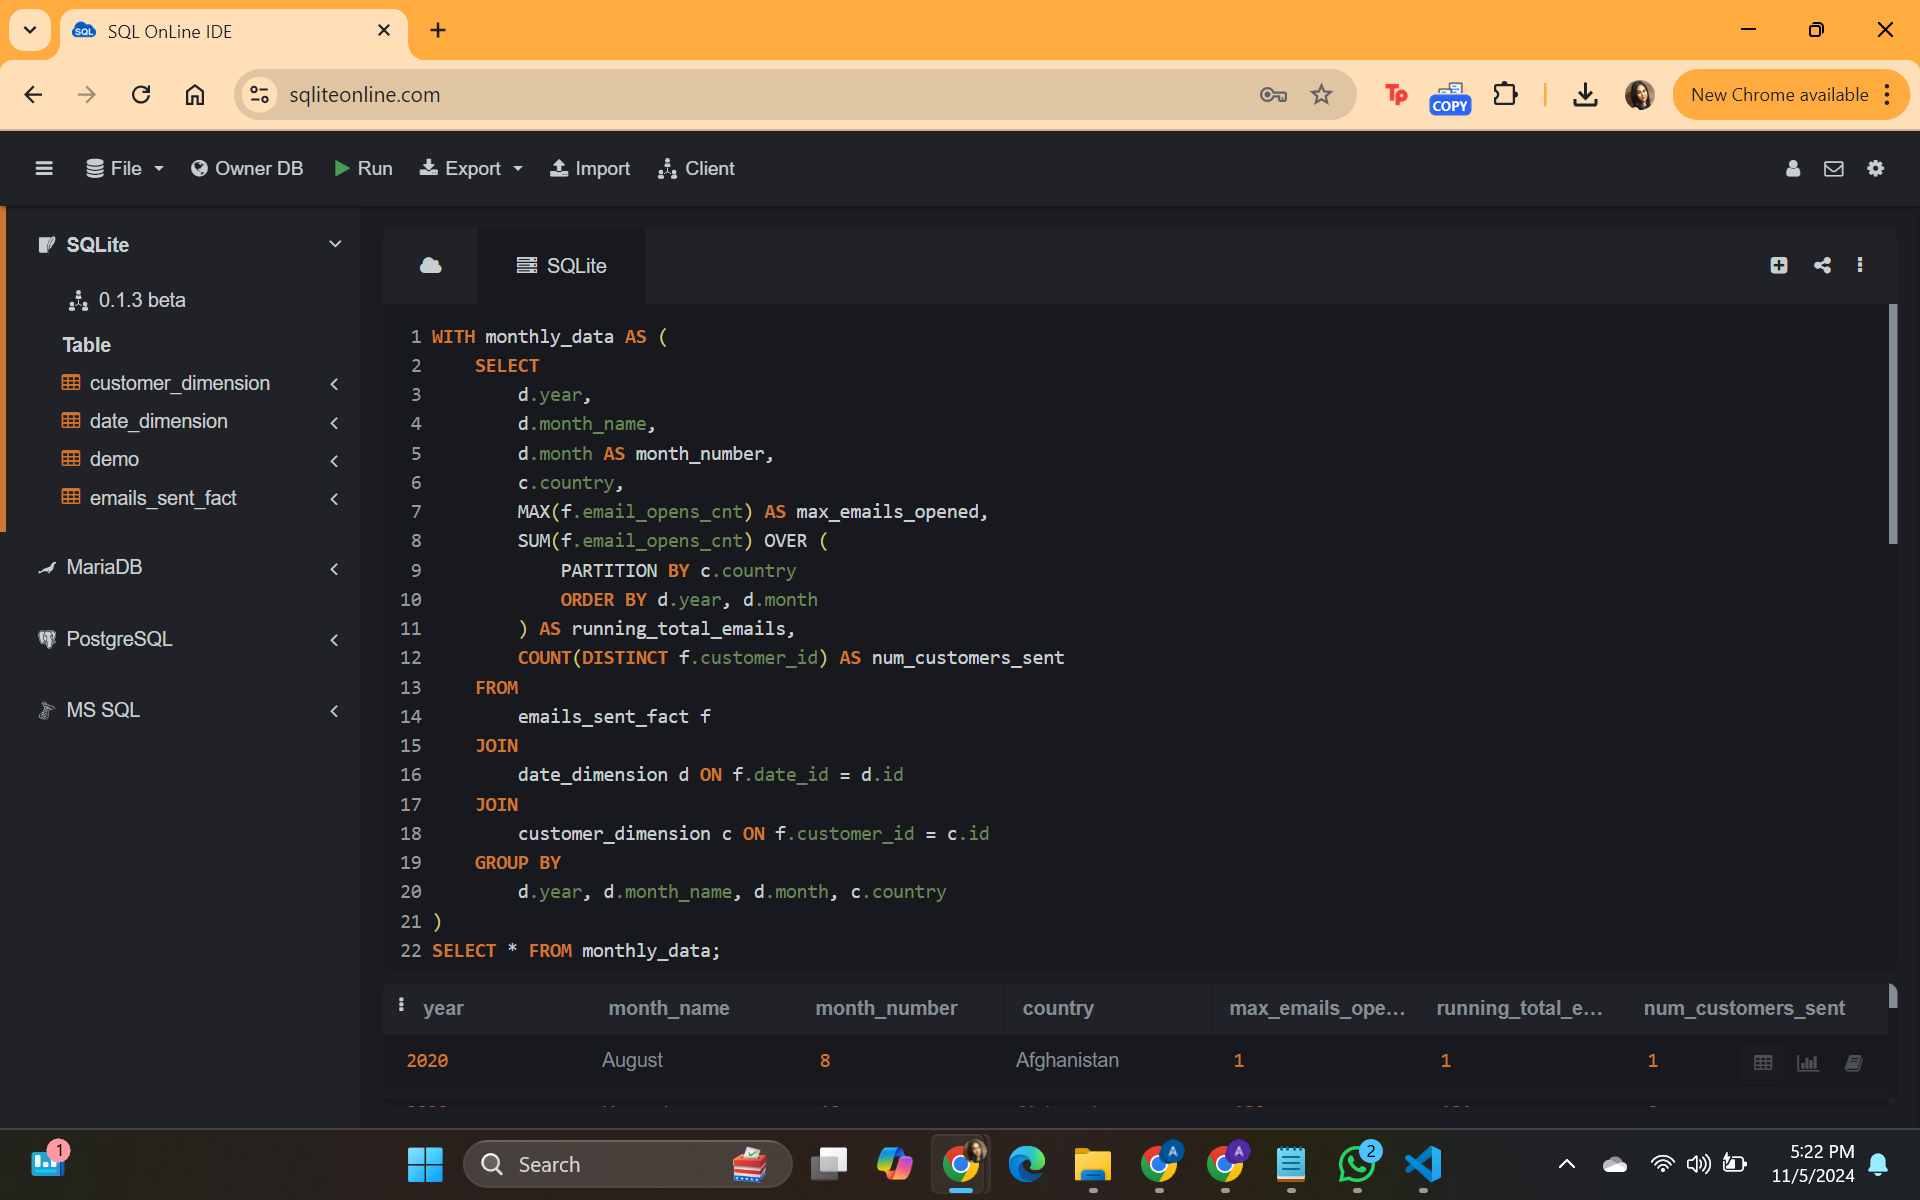 SQL OnLine IDE
sqliteonline.com
COPY
New Chrome available
File
Owner DB
Run
Export
Import
Client
SQLite
0.1.3 beta
Table
customer_dimension
date_dimension
demo
emails_sent_fact
MariaDB
PostgreSQL
MS SQL
SQLite
1 WITH monthly_data AS (
2 SELECT
3 d.year,
4 d.month_name,
5 d.month AS month_number,
6 c.country,
7 MAX(f.email_opens_cnt) AS max_emails_opened,
8 SUM(f.email_opens_cnt) OVER (
9 PARTITION BY c.country
10 ORDER BY d.year, d.month
11 ) AS running_total_emails,
12 COUNT(DISTINCT f.customer_id) AS num_customers_sent
13 FROM
14 emails_sent_fact f
15 JOIN
16 date_dimension d ON f.date_id = d.id
17 JOIN
18 customer_dimension c ON f.customer_id = c.id
19 GROUP BY
20 d.year, d.month_name, d.month, c.country
21 )
22 SELECT * FROM monthly_data;
year month_name month_number country max_emails_ope... running_total_e... num_customers_sent
2020 August 8 Afghanistan 1 1 1
1
Search
A
A
2
5:22 PM
11/5/2024